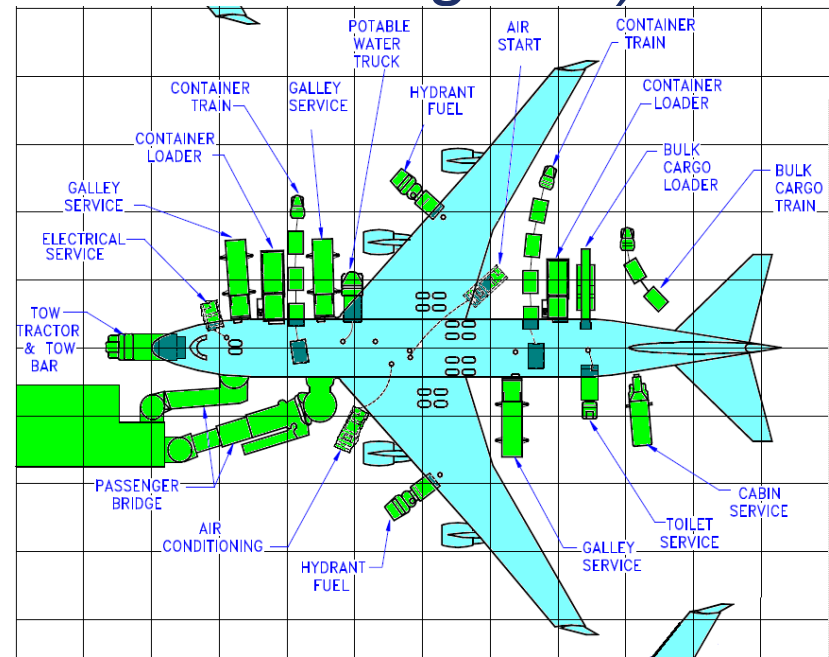 POTABLE
WATER
TRUCK
AIR
START
CONTAINER
TRAIN
CONTAINER
TRAIN
GALLEY
SERVICE
HYDRANT
FUEL
CONTAINER
LOADER
CONTAINER
LOADER
BULK
CARGO
LOADER
BULK
CARGO
TRAIN
GALLEY
SERVICE
ELECTRICAL
SERVICE
TOW
TRACTOR
& TOW
BAR
PASSENGER
BRIDGE
AIR
CONDITIONING
HYDRANT
FUEL
GALLEY
SERVICE
TOILET
SERVICE
CABIN
SERVICE